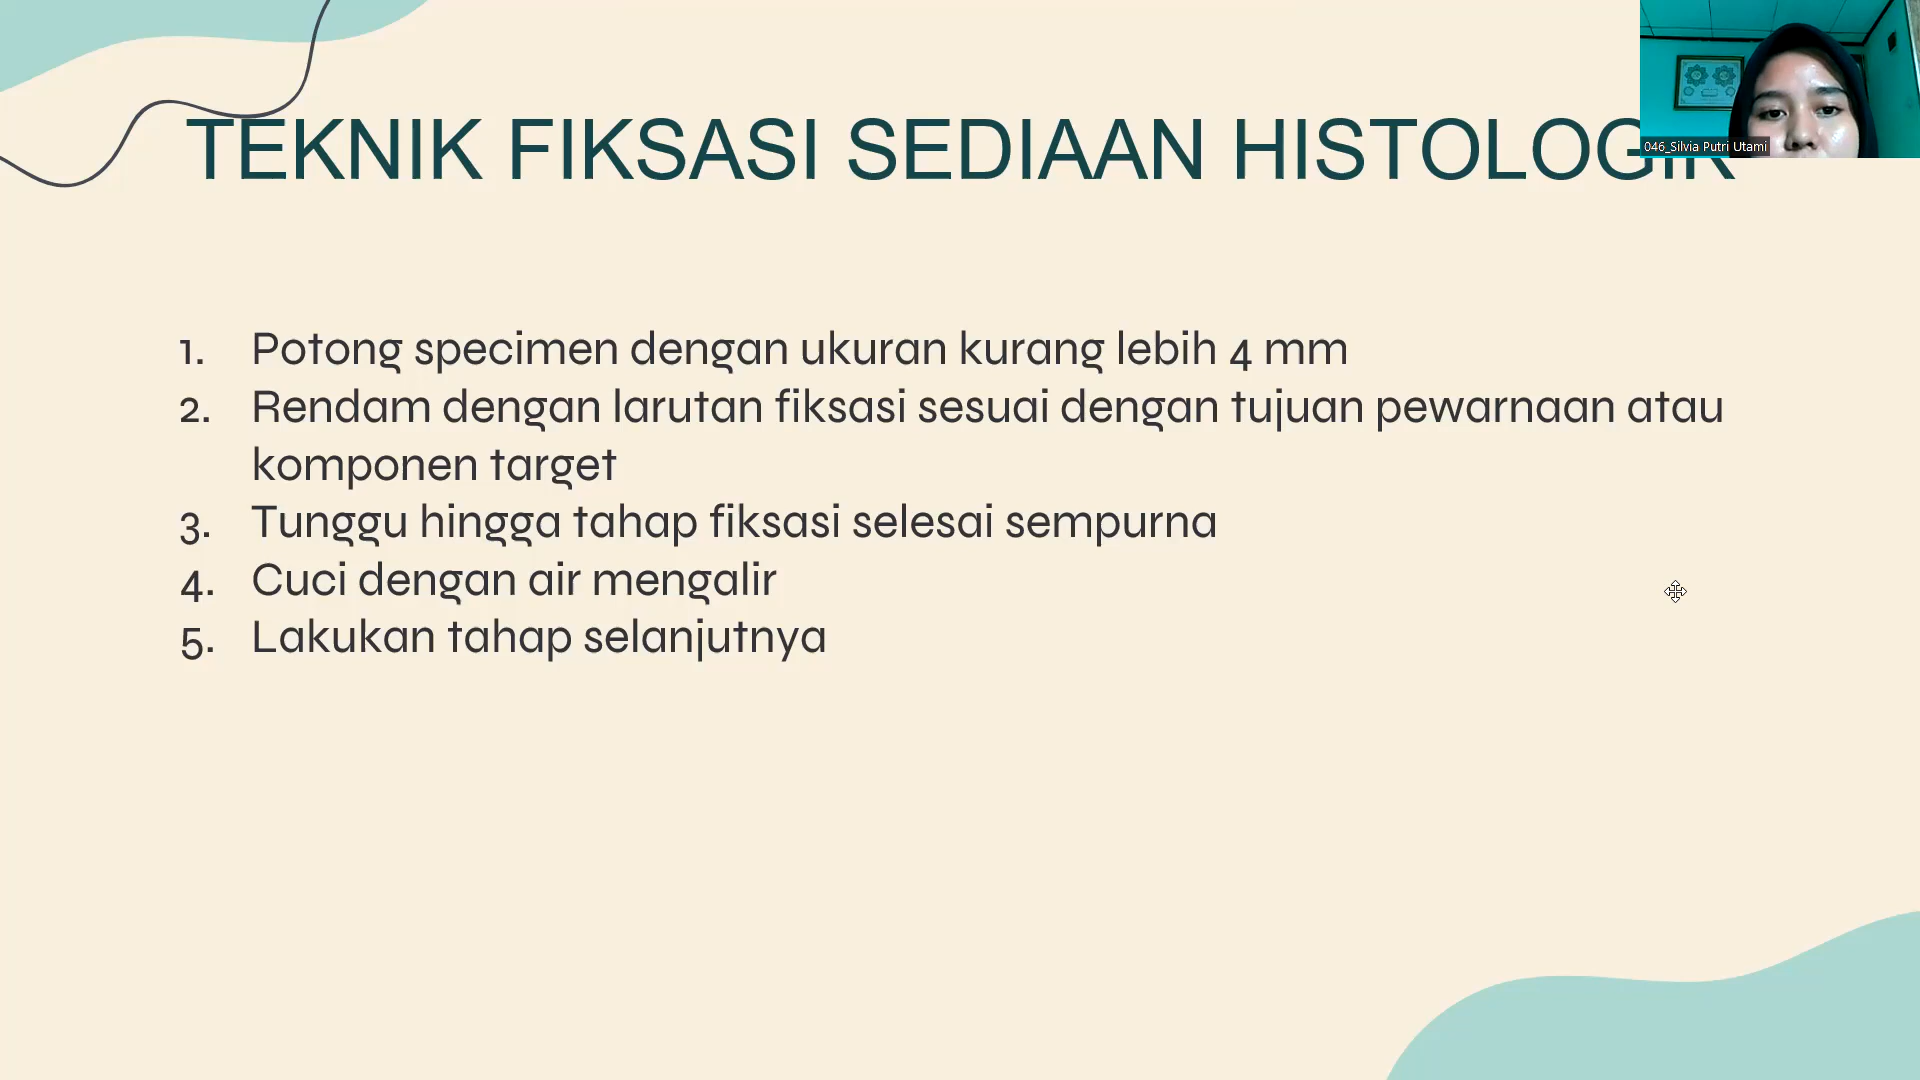 TEKNIK FIKSASI SEDIAAN HISTOLOGIK
046_Silvia Putri Utami
1. Potong specimen dengan ukuran kurang lebih 4 mm
2. Rendam dengan larutan fiksasi sesuai dengan tujuan pewarnaan atau
komponen target
3. Tunggu hingga tahap fiksasi selesai sempurna
4. Cuci dengan air mengalir
5. Lakukan tahap selanjutnya